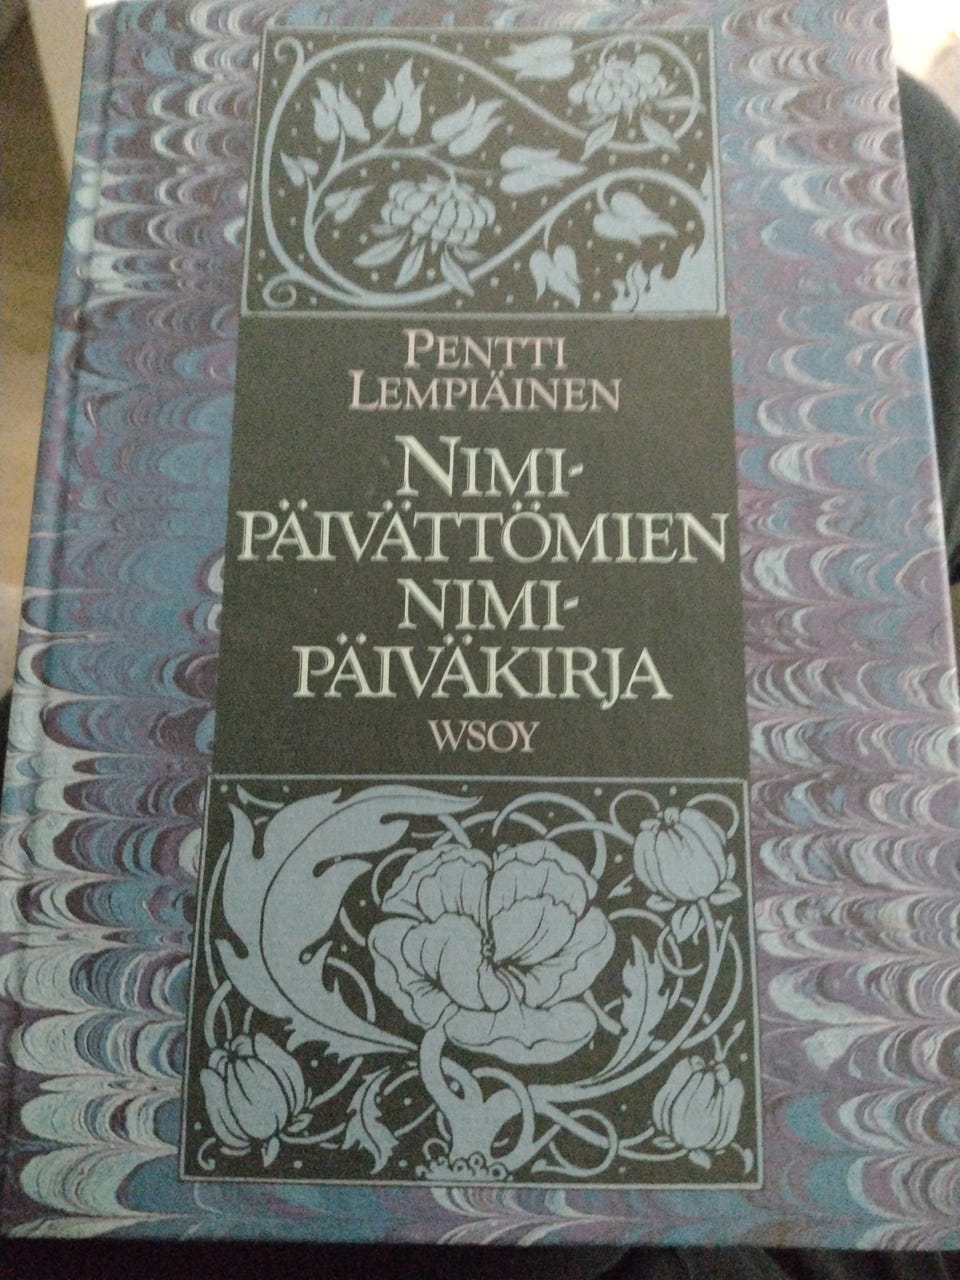 PENTTI
LEMPIÄINEN
NIMI-
PÄIVÄTTÖMIEN
NIMI-
PÄIVÄKIRJA
WSOY